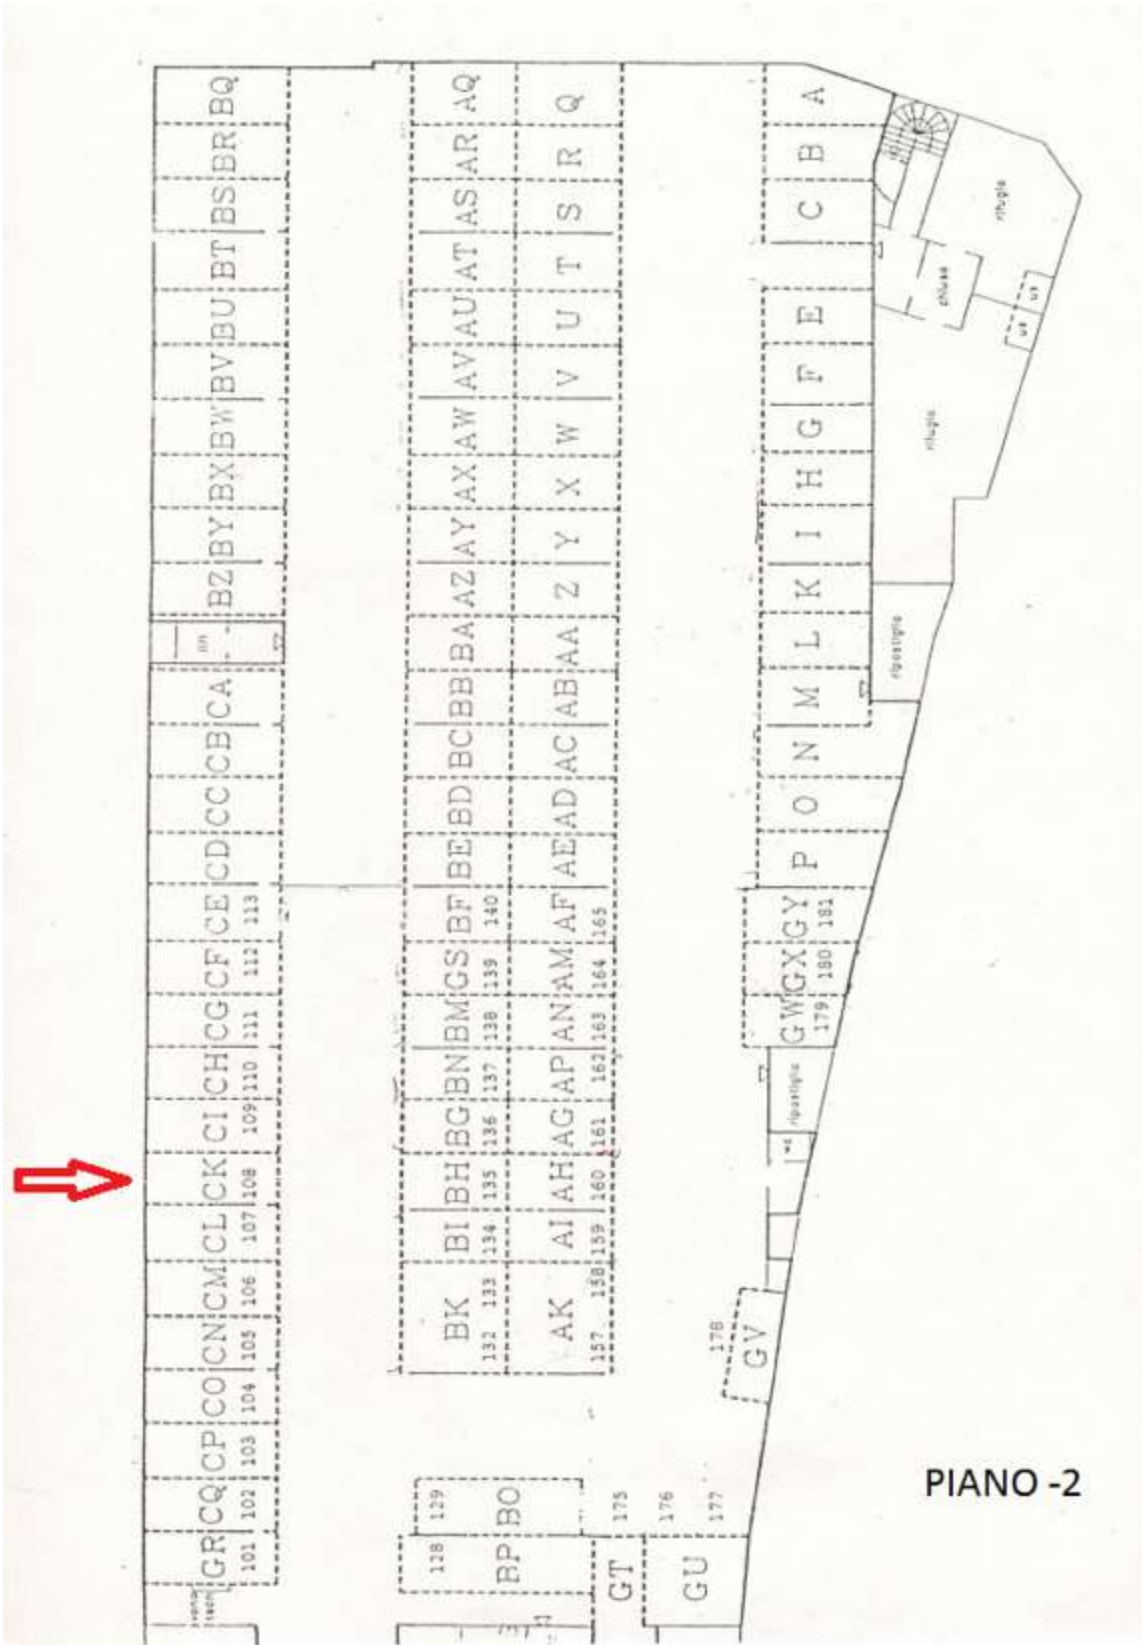 BQ
BR
BS
BT
BU
BV
BW
BX
BY
BZ
CA
CB
CC
CD
CE 113
CF 112
CG 111
CH 110
CI 109
CK 108
CL 107
CM 106
CN 105
CO 104
CP 103
CQ 102
GR 101
AQ
AR
AS
AT
AU
AV
AW
AX
AY
AZ
BA
BB
BC
BD
BE
BF 140
GS 139
BM 138
BN 137
BG 136
BH 135
BI 134
BK 132 133
Q
R
S
T
U
V
W
X
Y
Z
AA
AB
AC
AD
AE
AF 165
AM 164
AN 163
AP 162
AG 161
AH 160
AI 159
AK 157 158
129 BO
128 BP
175
GT
176
177
GU
A
B
C
E
F
G
H
I
K
L
M
N
O
P
GY 181
GX 180
GW 179
ripostiglio
178
GV
rifugio
chiusa
rifugio
ripostiglio
PIANO -2